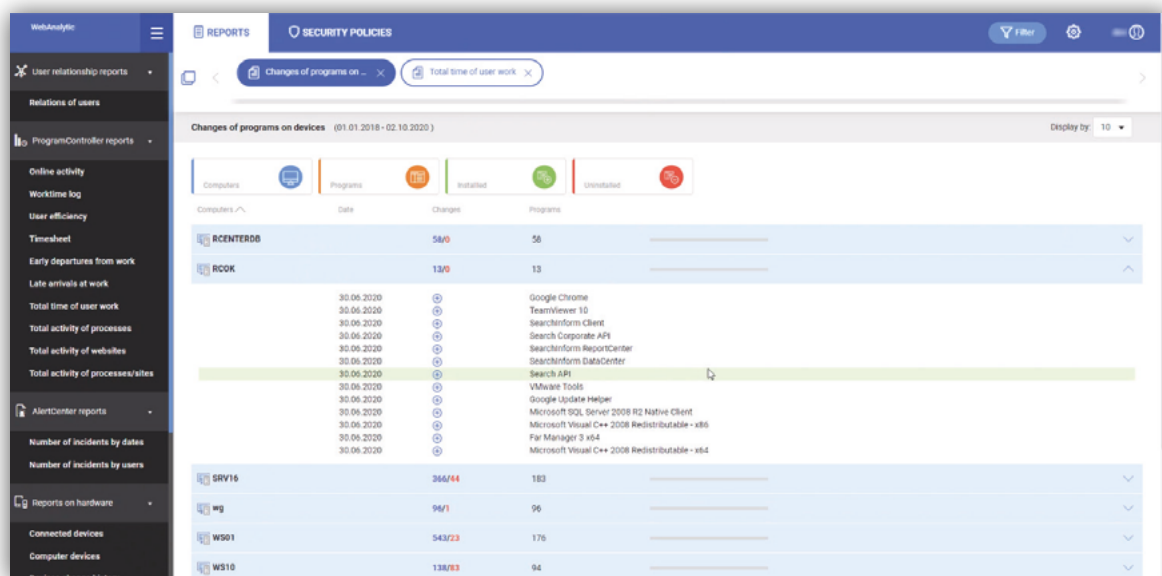 WebAnalytic
REPORTS
SECURITY POLICIES
Filter
User relationship reports
Relations of users
ProgramController reports
Online activity
Worktime log
User efficiency
Timesheet
Early departures from work
Late arrivals at work
Total time of user work
Total activity of processes
Total activity of websites
Total activity of processes/sites
AlertCenter reports
Number of incidents by dates
Number of incidents by users
Reports on hardware
Connected devices
Computer devices
Changes of programs on ...
Total time of user work
Changes of programs on devices (01.01.2018 - 02.10.2020 )
Display by: 10
Computers
Programs
Installed
Uninstalled
Computers Date Changes Programs
RCENTERDB 58/0 58
RCOK 13/0 13
30.06.2020 Google Chrome
30.06.2020 TeamViewer 10
30.06.2020 SearchInform Client
30.06.2020 Search Corporate API
30.06.2020 SearchInform ReportCenter
30.06.2020 SearchInform DataCenter
30.06.2020 Search API
30.06.2020 VMware Tools
30.06.2020 Google Update Helper
30.06.2020 Microsoft SQL Server 2008 R2 Native Client
30.06.2020 Microsoft Visual C++ 2008 Redistributable - x86
30.06.2020 Far Manager 3 x64
30.06.2020 Microsoft Visual C++ 2008 Redistributable - x64
SRV16 366/44 183
wg 96/1 96
WS01 543/23 176
WS10 138/83 94